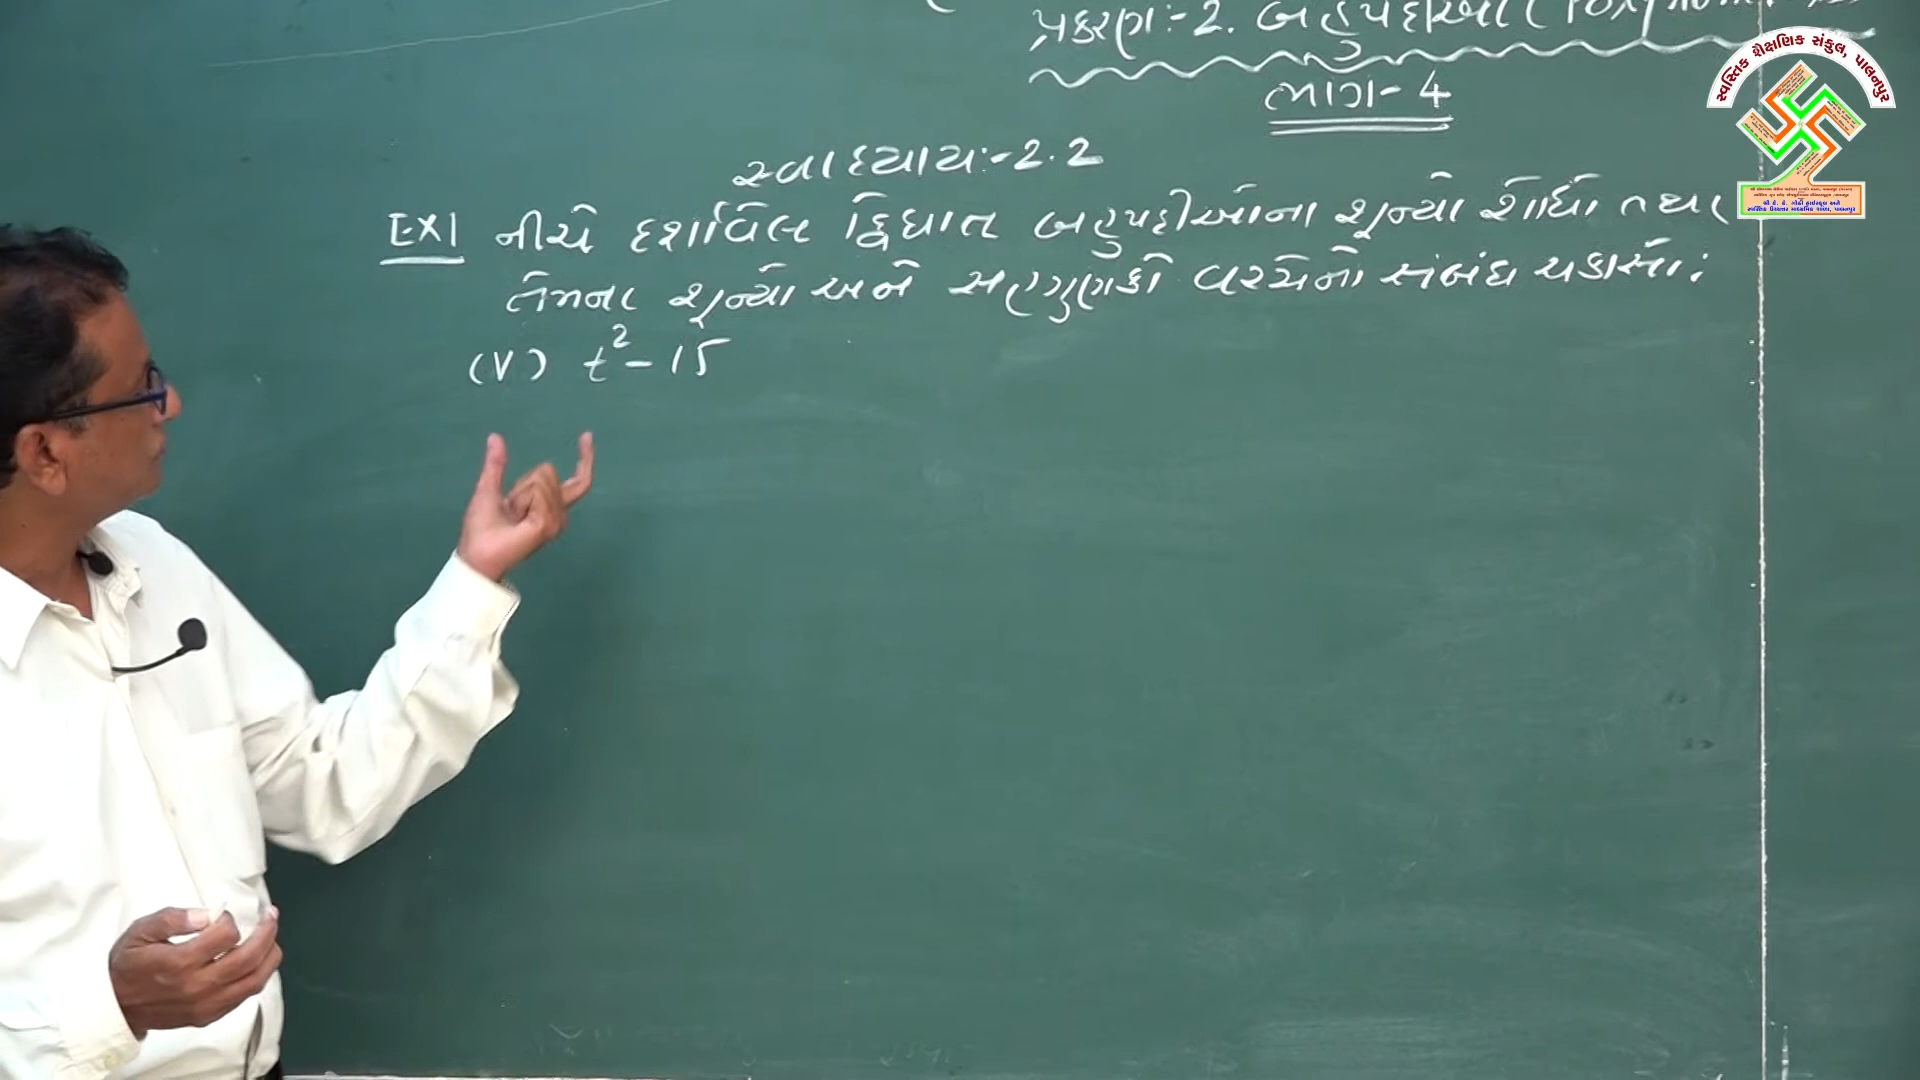 પ્રકરણ:-2. બહુપદીઓ (Polynomi
ભાગ-4
સ્વાધ્યાય:-2.2
EX1 નીચે દર્શાવેલ દ્વિઘાત બહુપદીઓના શૂન્યો શોધો તથા
તેમના શૂન્યો અને સહગુણકો વચ્ચેનો સંબંધ ચકાસો:
(V) t²-15
સ્વસ્તિક શૈક્ષણિક સંકુલ, પાલનપુર